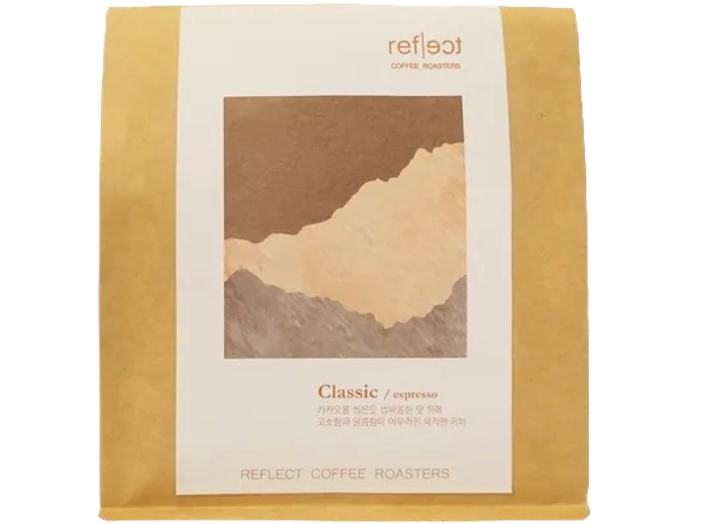 reflect
COFFEE ROASTERS
Classic / espresso
카카오를 씹은듯 쌉싸름한 맛 뒤에
고소함과 달콤함이 어우러진 묵직한 커피
REFLECT COFFEE ROASTERS